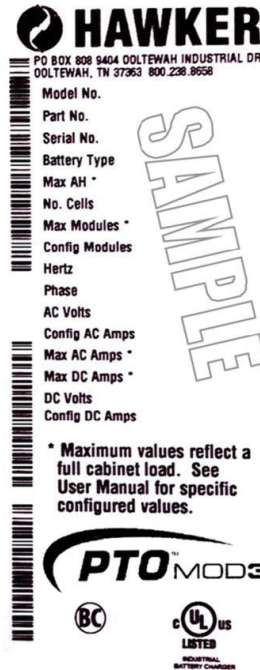 HAWKER
PO BOX 808 9404 OOLTEWAH INDUSTRIAL DR
OOLTEWAH, TN 37363 800.238.8658
Model No.
Part No.
Serial No.
Battery Type
Max AH *
No. Cells
Max Modules *
Config Modules
Hertz
Phase
AC Volts
Config AC Amps
Max AC Amps *
Max DC Amps *
DC Volts
Config DC Amps
SAMPLE
* Maximum values reflect a
full cabinet load. See
User Manual for specific
configured values.
PTO™MOD3
BC
c UL us
LISTED
INDUSTRIAL
BATTERY CHARGER